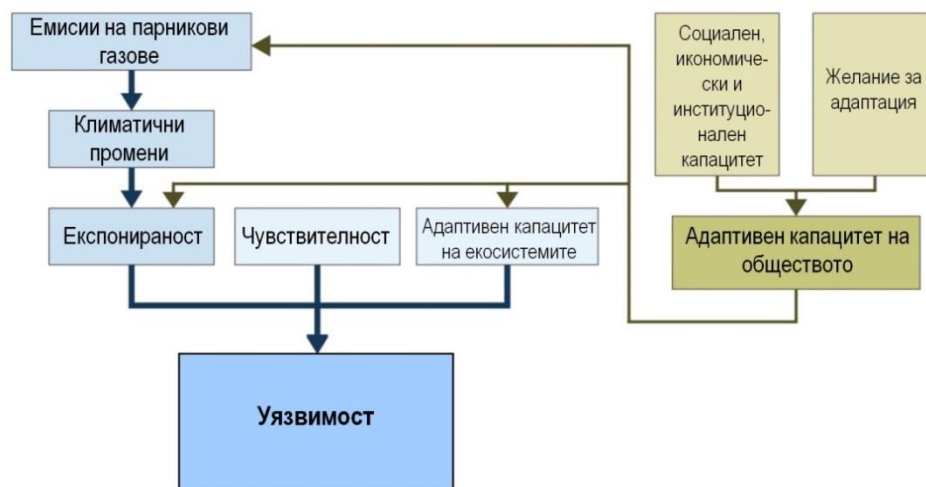 Емисии на парникови
газове
Климатични
промени
Експонираност
Чувствителност
Адаптивен капацитет
на екосистемите
Уязвимост
Социален,
икономиче-
ски и
институцио-
нален
капацитет
Желание за
адаптация
Адаптивен капацитет на
обществото